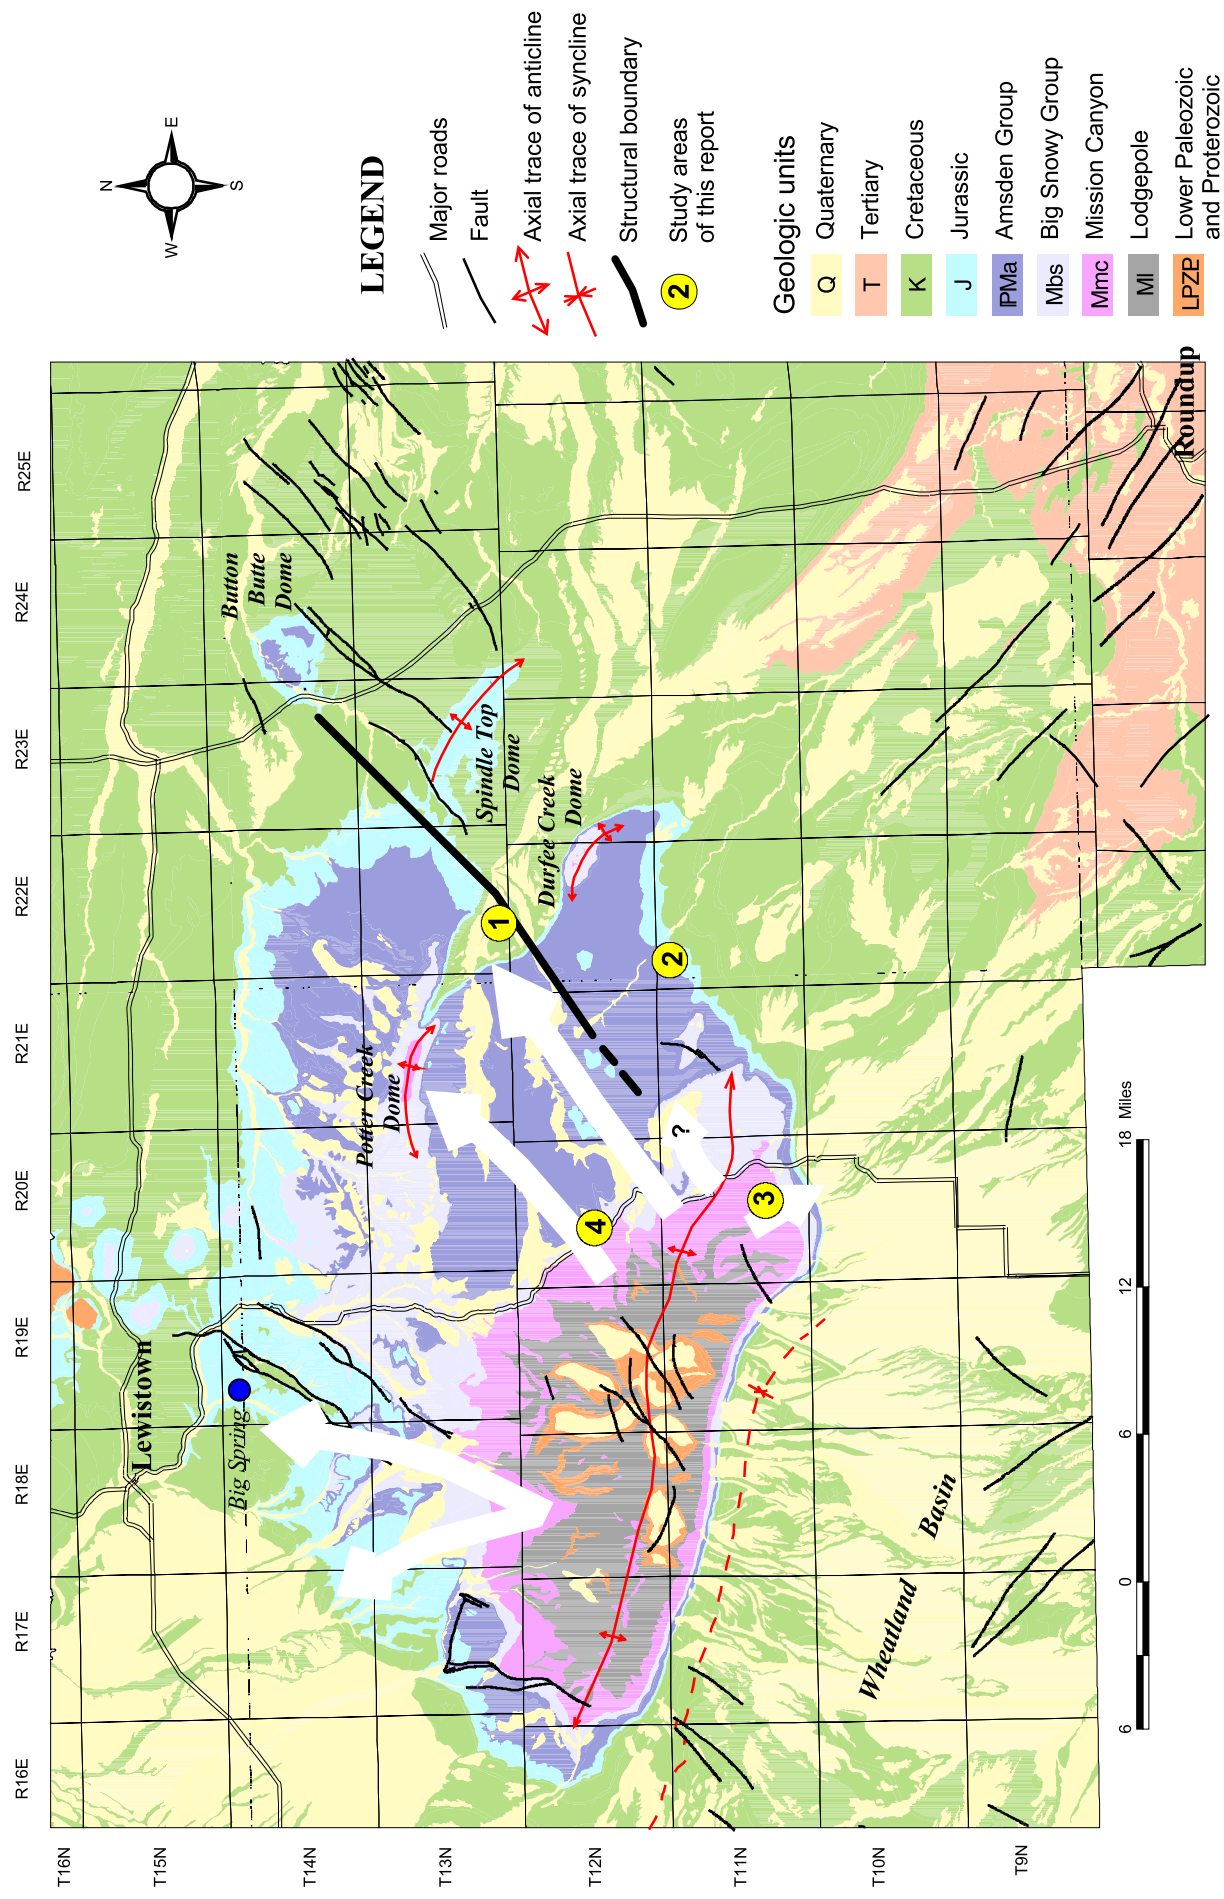 N
W
E
S
LEGEND
Major roads
Fault
Axial trace of anticline
Axial trace of syncline
Structural boundary
2
Study areas
of this report
Geologic units
Q
Quaternary
T
Tertiary
K
Cretaceous
J
Jurassic
PMa
Amsden Group
Mbs
Big Snowy Group
Mmc
Mission Canyon
Ml
Lodgepole
LPZP
Lower Paleozoic
and Proterozoic
R16E
R17E
R18E
R19E
R20E
R21E
R22E
R23E
R24E
R25E
T16N
T15N
T14N
T13N
T12N
T11N
T10N
T9N
Lewistown
Big Spring
Button
Butte
Dome
Spindle Top
Dome
Durfee Creek
Dome
Potter Creek
Dome
1
2
3
4
?
Wheatland
Basin
Roundup
6
0
6
12
18
Miles